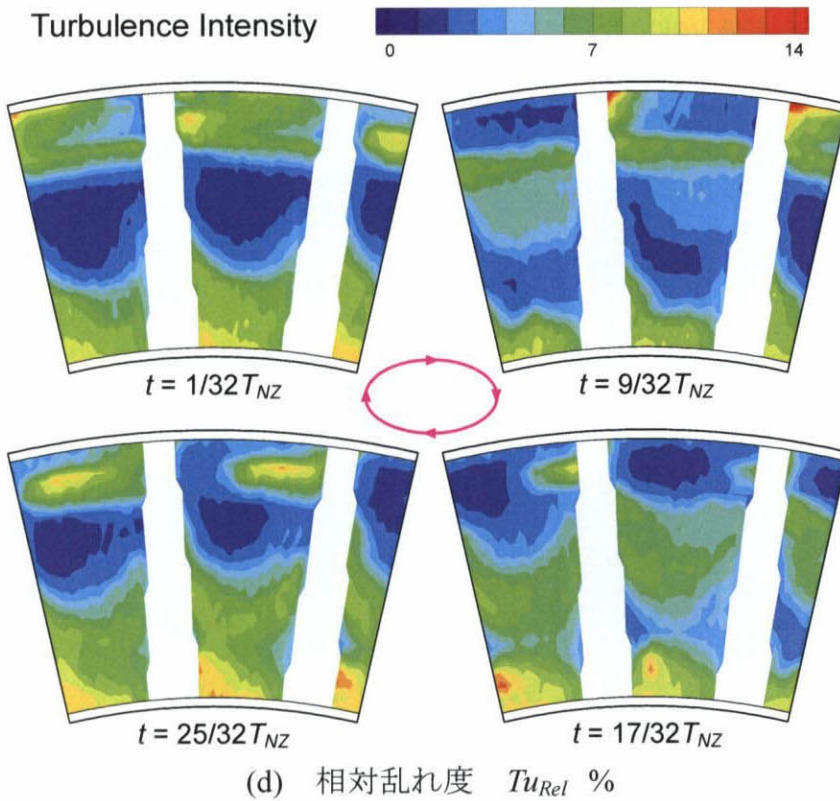 Turbulence Intensity
0 7 14
t = 1/32T_NZ t = 9/32T_NZ
t = 25/32T_NZ t = 17/32T_NZ
(d) 相対乱れ度 Tu_Rel %